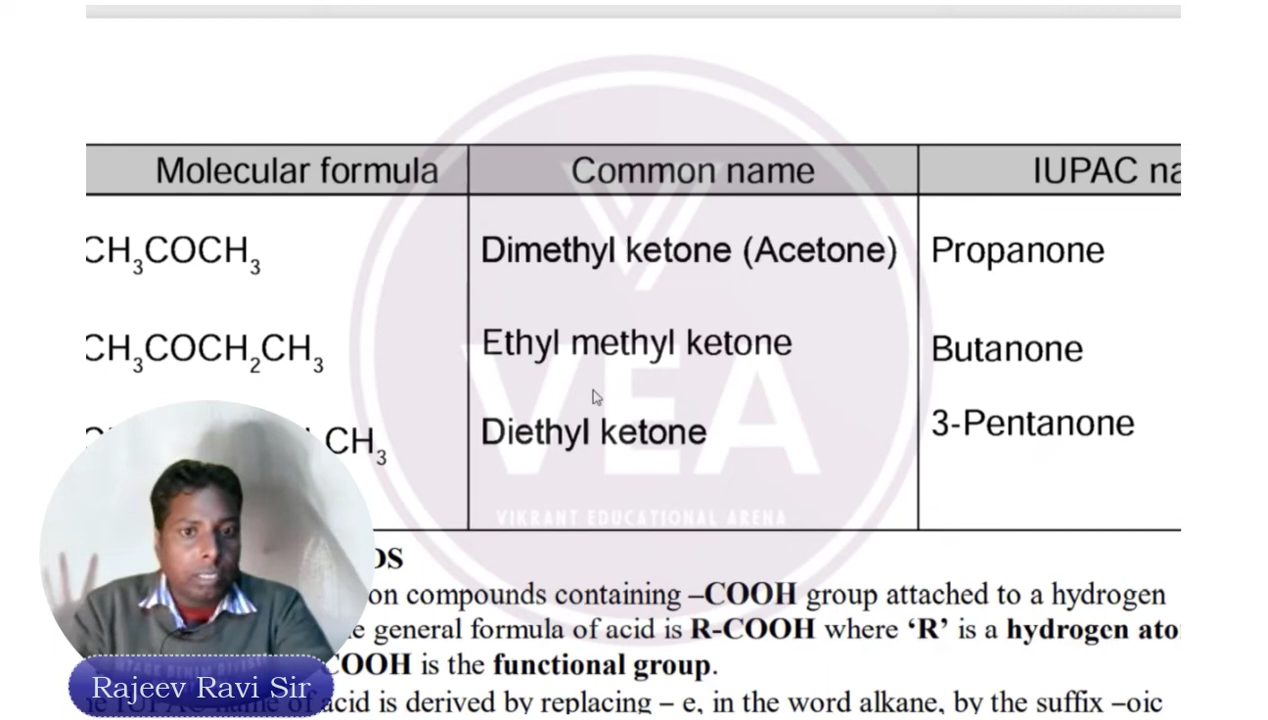 Molecular formula Common name IUPAC
CH₃COCH₃ Dimethyl ketone (Acetone) Propanone
CH₃COCH₂CH₃ Ethyl methyl ketone Butanone
CH₃ Diethyl ketone 3-Pentanone
VEA
VIKRANT EDUCATIONAL ARENA
on compounds containing –COOH group attached to a hydrogen
general formula of acid is R-COOH where ‘R’ is a hydrogen
COOH is the functional group.
of acid is derived by replacing – e, in the word alkane, by the suffix –oic
Rajeev Ravi Sir